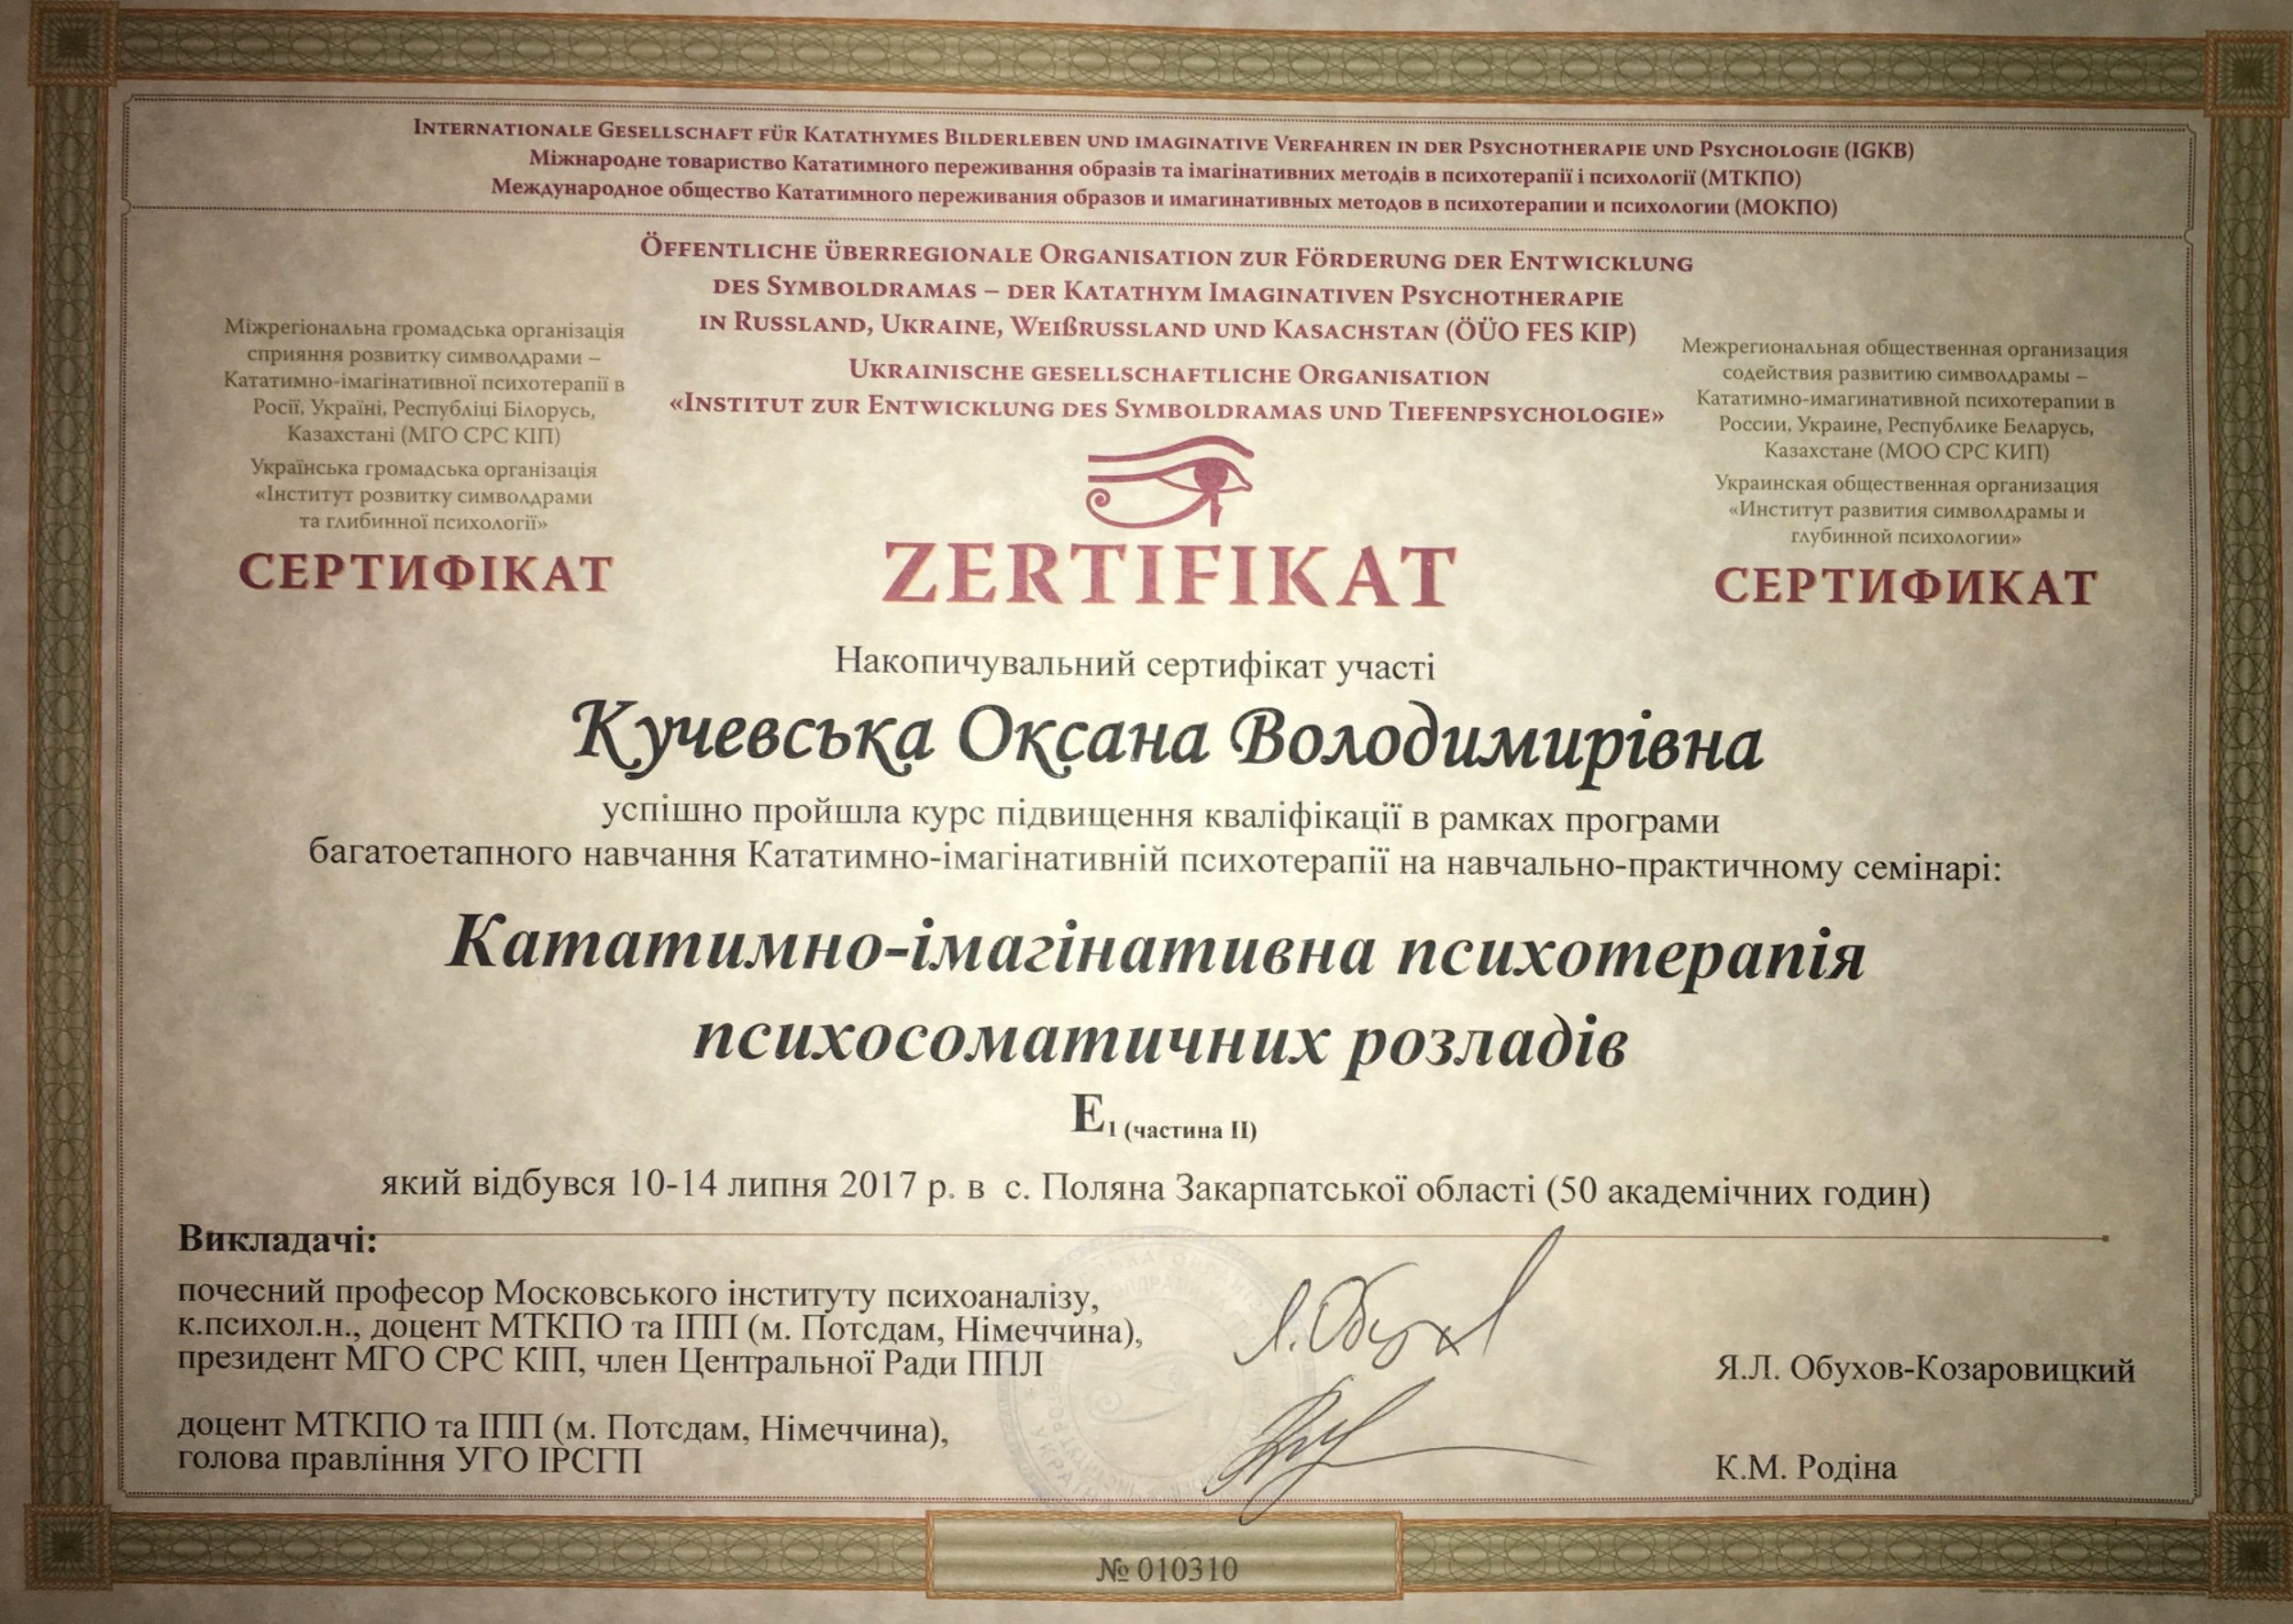 Internationale Gesellschaft für Katathymes Bilderleben und imaginative Verfahren in der Psychotherapie und Psychologie (IGKB)
Міжнародне товариство Кататимного переживання образів та імагінативних методів в психотерапії і психології (МТКПО)
Международное общество Кататимного переживания образов и имагинативных методов в психотерапии и психологии (МОКПО)
Öffentliche überregionale Organisation zur Förderung der Entwicklung
des Symboldramas – der Katathym Imaginativen Psychotherapie
in Russland, Ukraine, Weißrussland und Kasachstan (ÖÜO FES KIP)
Ukrainische gesellschaftliche Organisation
«Institut zur Entwicklung des Symboldramas und Tiefenpsychologie»
Міжрегіональна громадська організація
сприяння розвитку символдрами –
Кататимно-імагінативної психотерапії в
Росії, Україні, Республіці Білорусь,
Казахстані (МГО СРС КІП)
Українська громадська організація
«Інститут розвитку символдрами
та глибинної психології»
СЕРТИФІКАТ
ZERTIFIKAT
Межрегиональная общественная организация
содействия развитию символдрамы –
Кататимно-имагинативной психотерапии в
России, Украине, Республике Беларусь,
Казахстане (МОО СРС КИП)
Украинская общественная организация
«Институт развития символдрамы и
глубинной психологии»
СЕРТИФИКАТ
Накопичувальний сертифікат участі
Кучевська Оксана Володимирівна
успішно пройшла курс підвищення кваліфікації в рамках програми
багатоетапного навчання Кататимно-імагінативній психотерапії на навчально-практичному семінарі:
Кататимно-імагінативна психотерапія
психосоматичних розладів
E1 (частина II)
який відбувся 10-14 липня 2017 р. в с. Поляна Закарпатської області (50 академічних годин)
Викладачі:
почесний професор Московського інституту психоаналізу,
к.психол.н., доцент МТКПО та ІПП (м. Потсдам, Німеччина),
президент МГО СРС КІП, член Центральної Ради ППЛ
Я.Л. Обухов-Козаровицкий
доцент МТКПО та ІПП (м. Потсдам, Німеччина),
голова правління УГО ІРСГП
К.М. Родіна
№ 010310